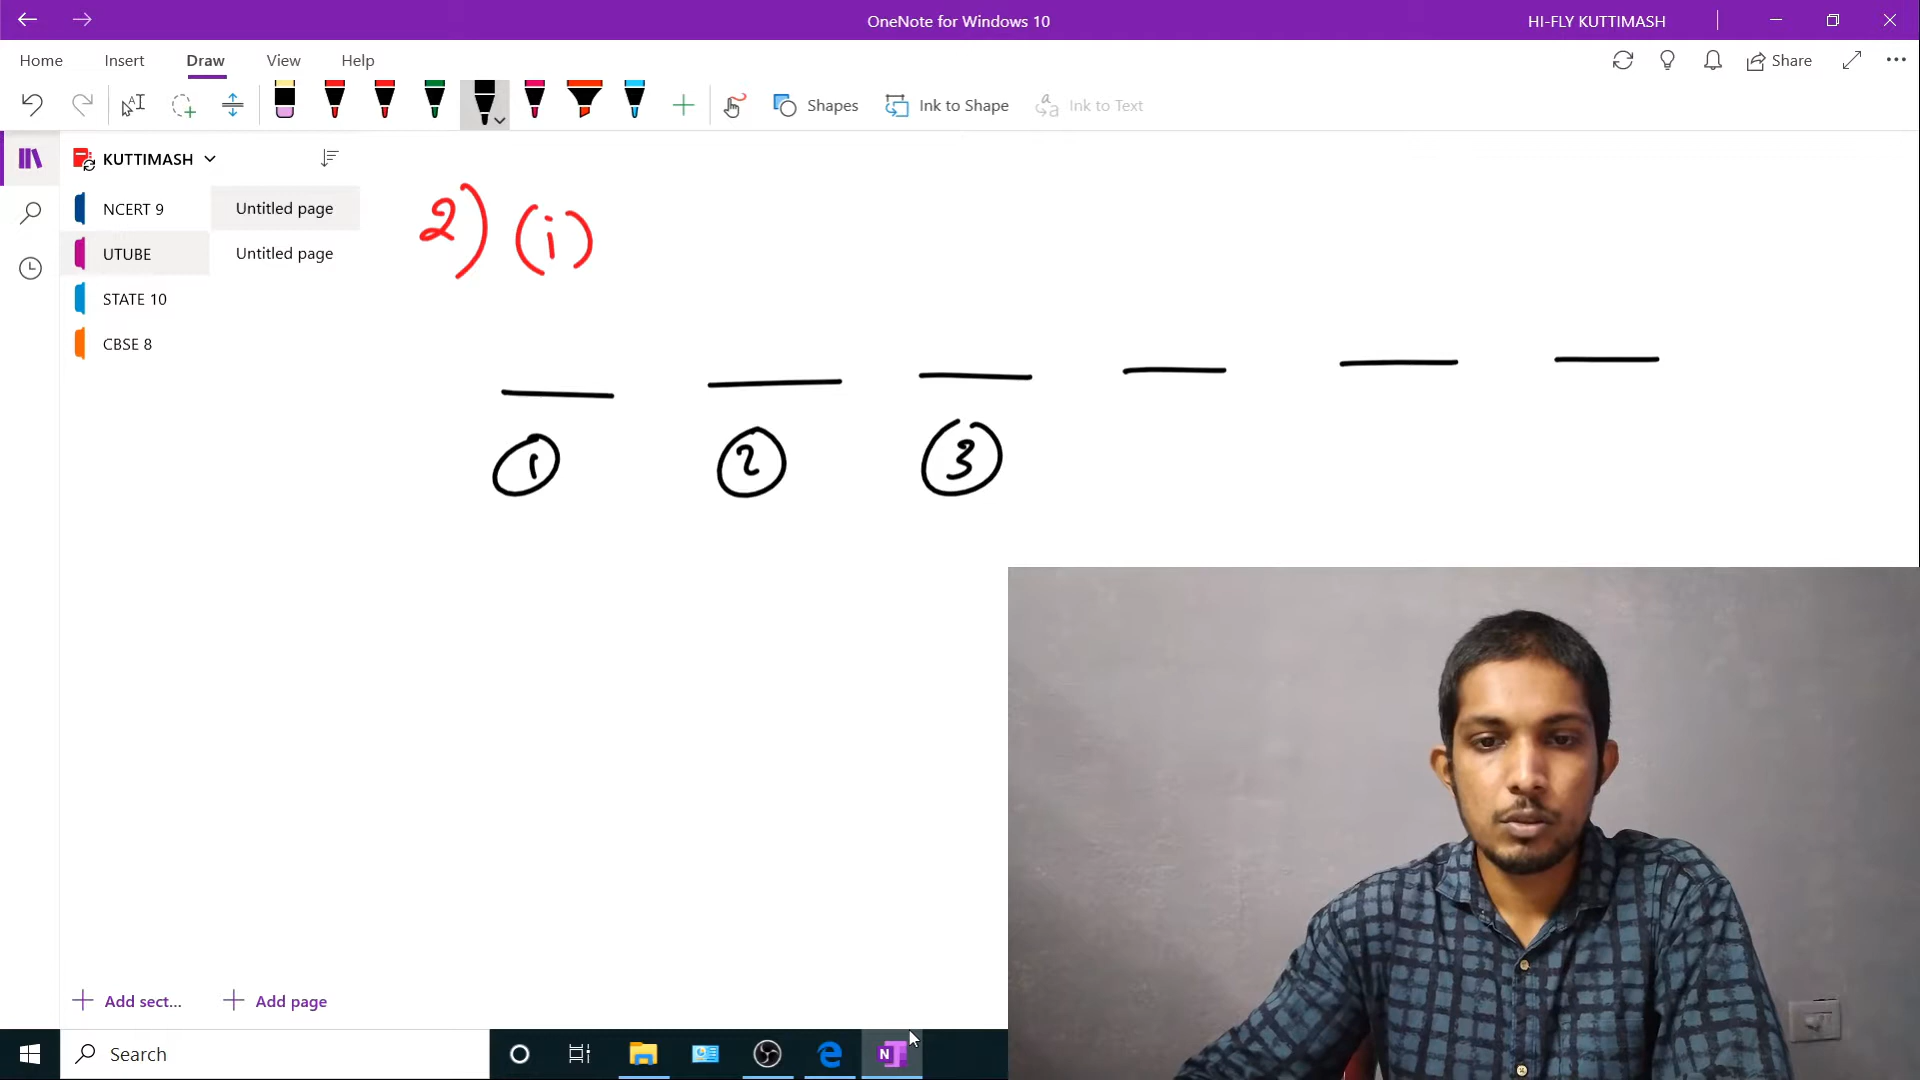 OneNote for Windows 10
HI-FLY KUTTIMASH
Home Insert Draw View Help
Share
Shapes Ink to Shape Ink to Text
KUTTIMASH
NCERT 9
UTUBE
STATE 10
CBSE 8
Untitled page
Untitled page
2) (i)
1 2 3
Add sect... Add page
Search